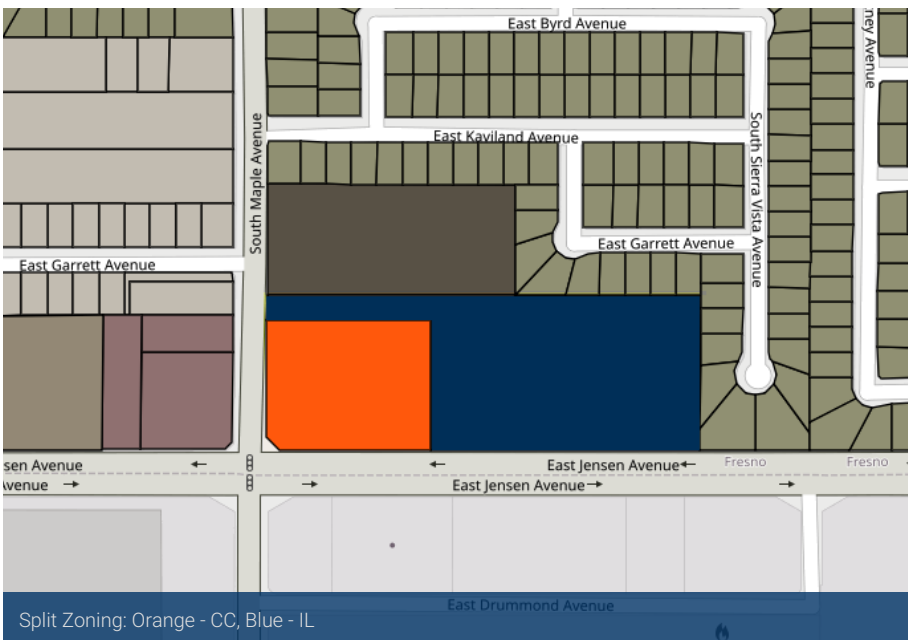 East Byrd Avenue
ney Avenue
East Kaviland Avenue
South Maple Avenue
South Sierra Vista Avenue
East Garrett Avenue
East Garrett Avenue
sen Avenue
East Jensen Avenue
Fresno
Fresno
venue
East Jensen Avenue
East Drummond Avenue
Split Zoning: Orange - CC, Blue - IL